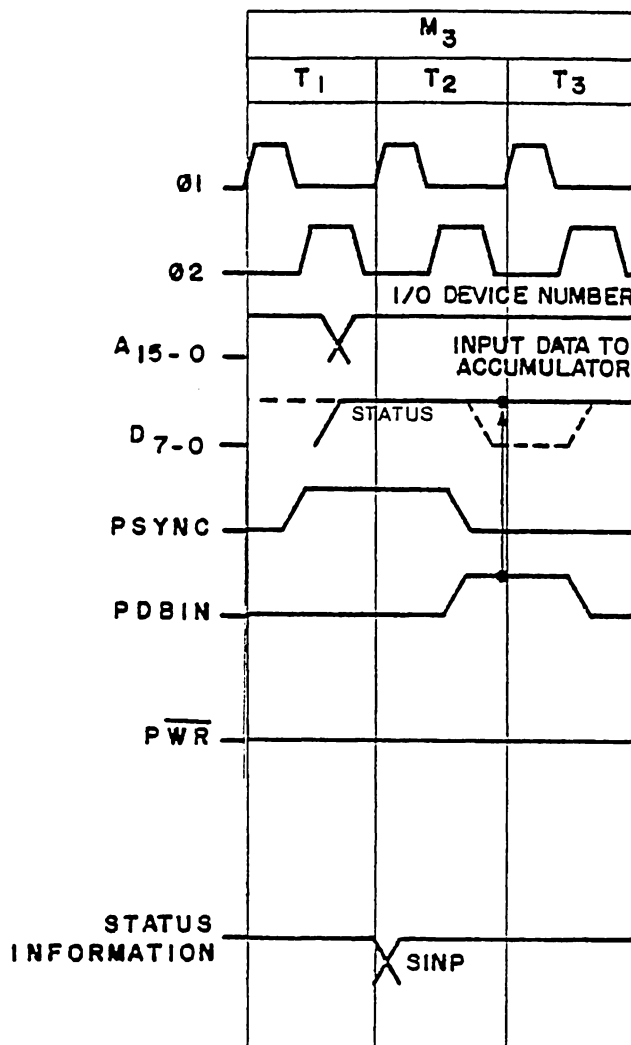 M3
T1 T2 T3
Ø1
Ø2
I/O DEVICE NUMBER
A15-0
INPUT DATA TO
ACCUMULATOR
STATUS
D7-0
PSYNC
PDBIN
PW̅R̅
STATUS
INFORMATION
SINP